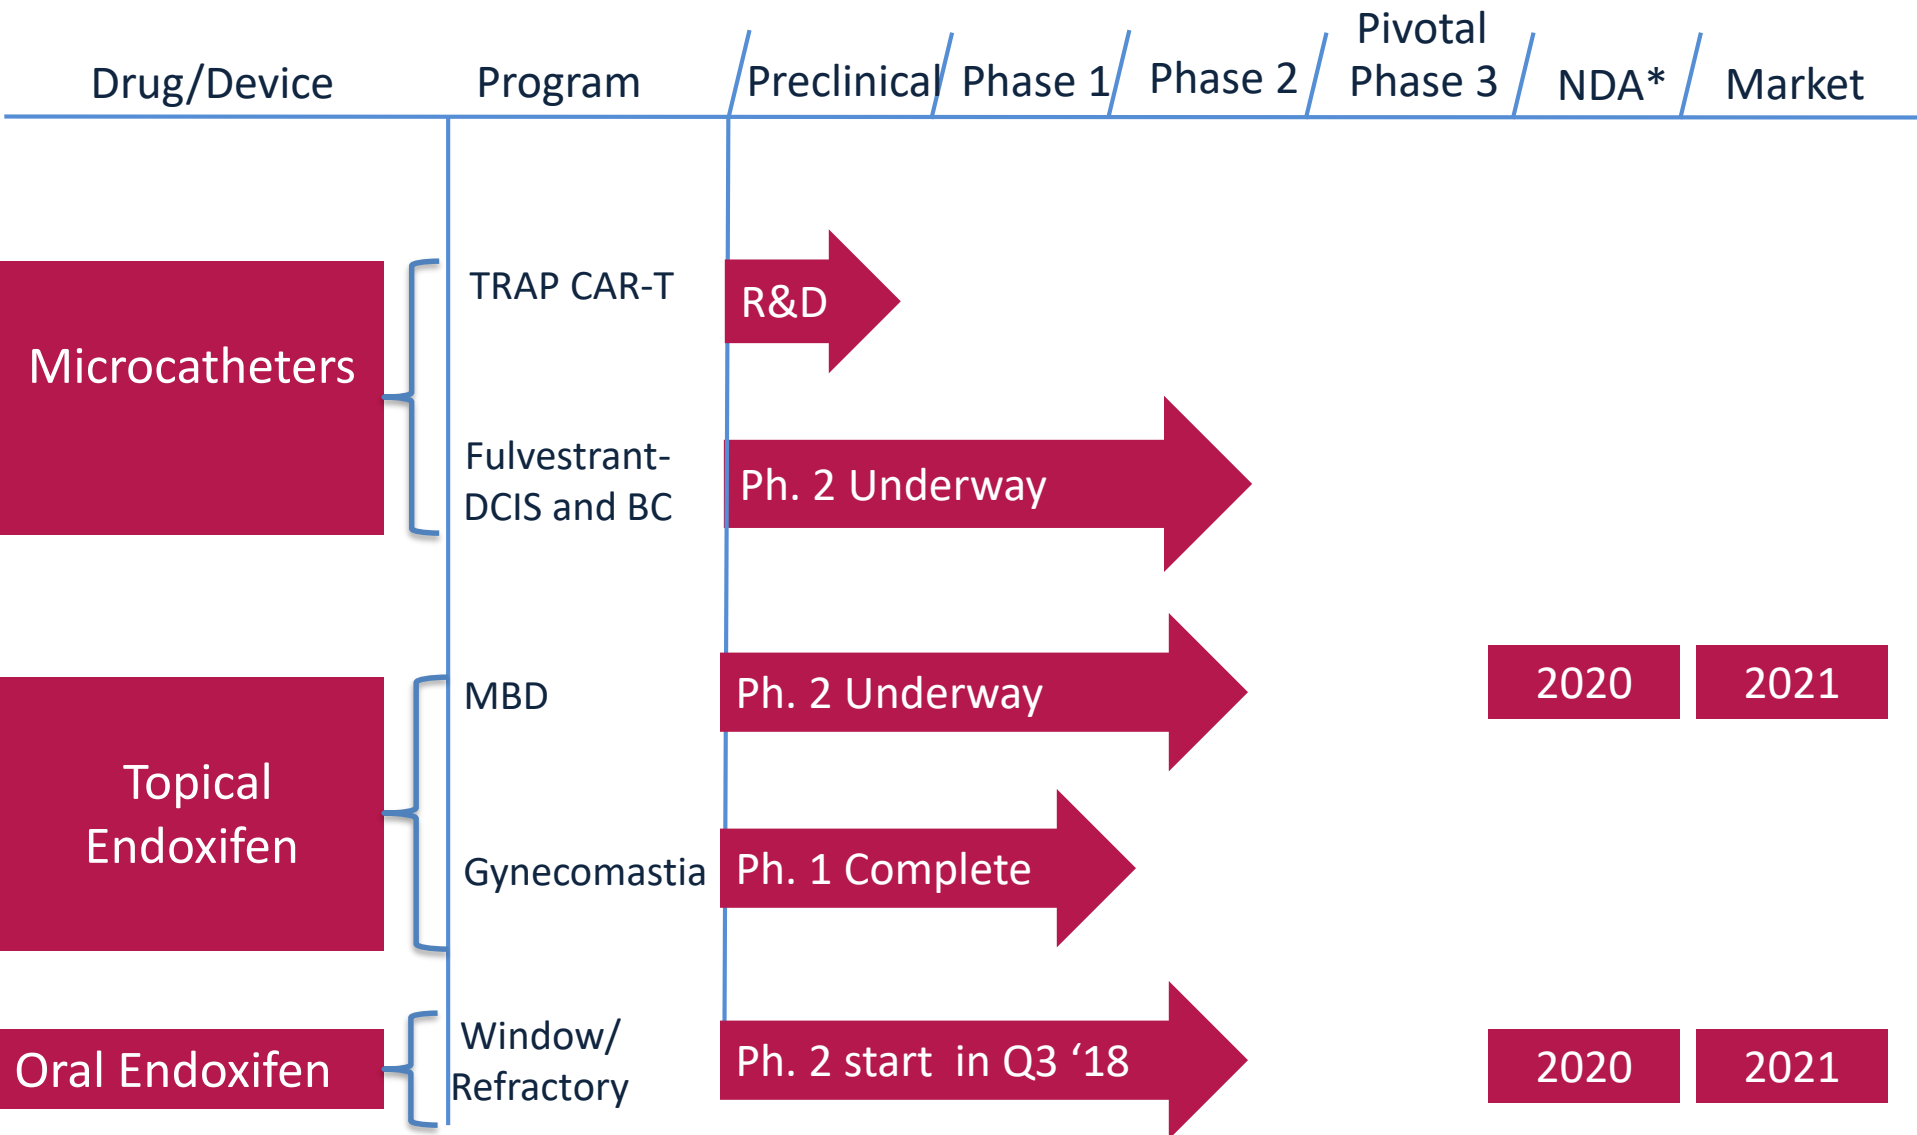 Drug/Device
Program
Preclinical
Phase 1
Phase 2
Pivotal
Phase 3
NDA*
Market
Microcatheters
TRAP CAR-T
R&D
Fulvestrant-
DCIS and BC
Ph. 2 Underway
Topical
Endoxifen
MBD
Ph. 2 Underway
2020
2021
Gynecomastia
Ph. 1 Complete
Oral Endoxifen
Window/
Refractory
Ph. 2 start  in Q3 ‘18
2020
2021